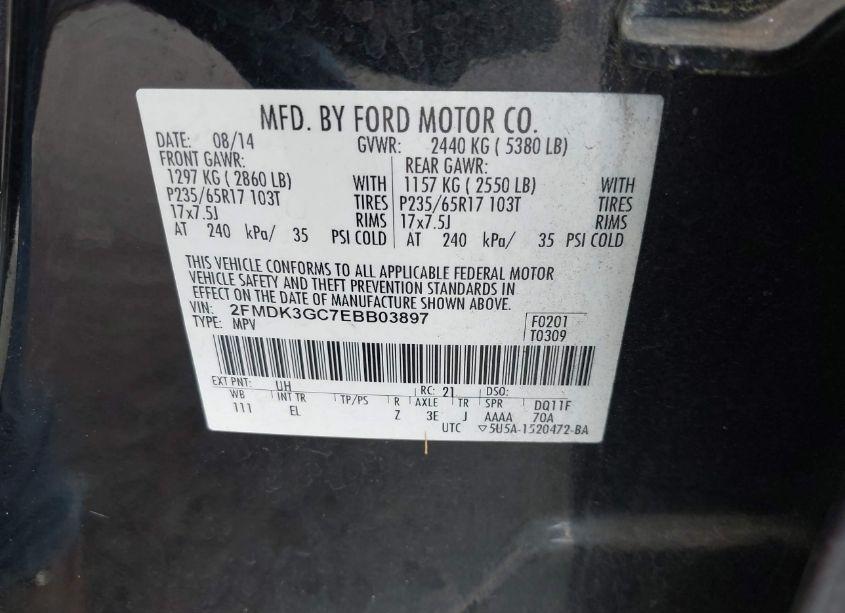 MFD. BY FORD MOTOR CO.
DATE: 08/14 GVWR: 2440 KG ( 5380 LB)
FRONT GAWR: REAR GAWR:
1297 KG ( 2860 LB) WITH 1157 KG ( 2550 LB) WITH
P235/65R17 103T TIRES P235/65R17 103T TIRES
17x7.5J RIMS 17x7.5J RIMS
AT 240 kPa/ 35 PSI COLD AT 240 kPa/ 35 PSI COLD
THIS VEHICLE CONFORMS TO ALL APPLICABLE FEDERAL MOTOR
VEHICLE SAFETY AND THEFT PREVENTION STANDARDS IN
EFFECT ON THE DATE OF MANUFACTURE SHOWN ABOVE.
VIN: 2FMDK3GC7EBB03897 F0201
TYPE: MPV T0309
EXT PNT: UH RC: 21 DSO:
WB INT TR TP/PS R AXLE TR SPR DQ11F
111 EL Z 3E J AAAA 70A
UTC ▽5U5A-1520472-BA